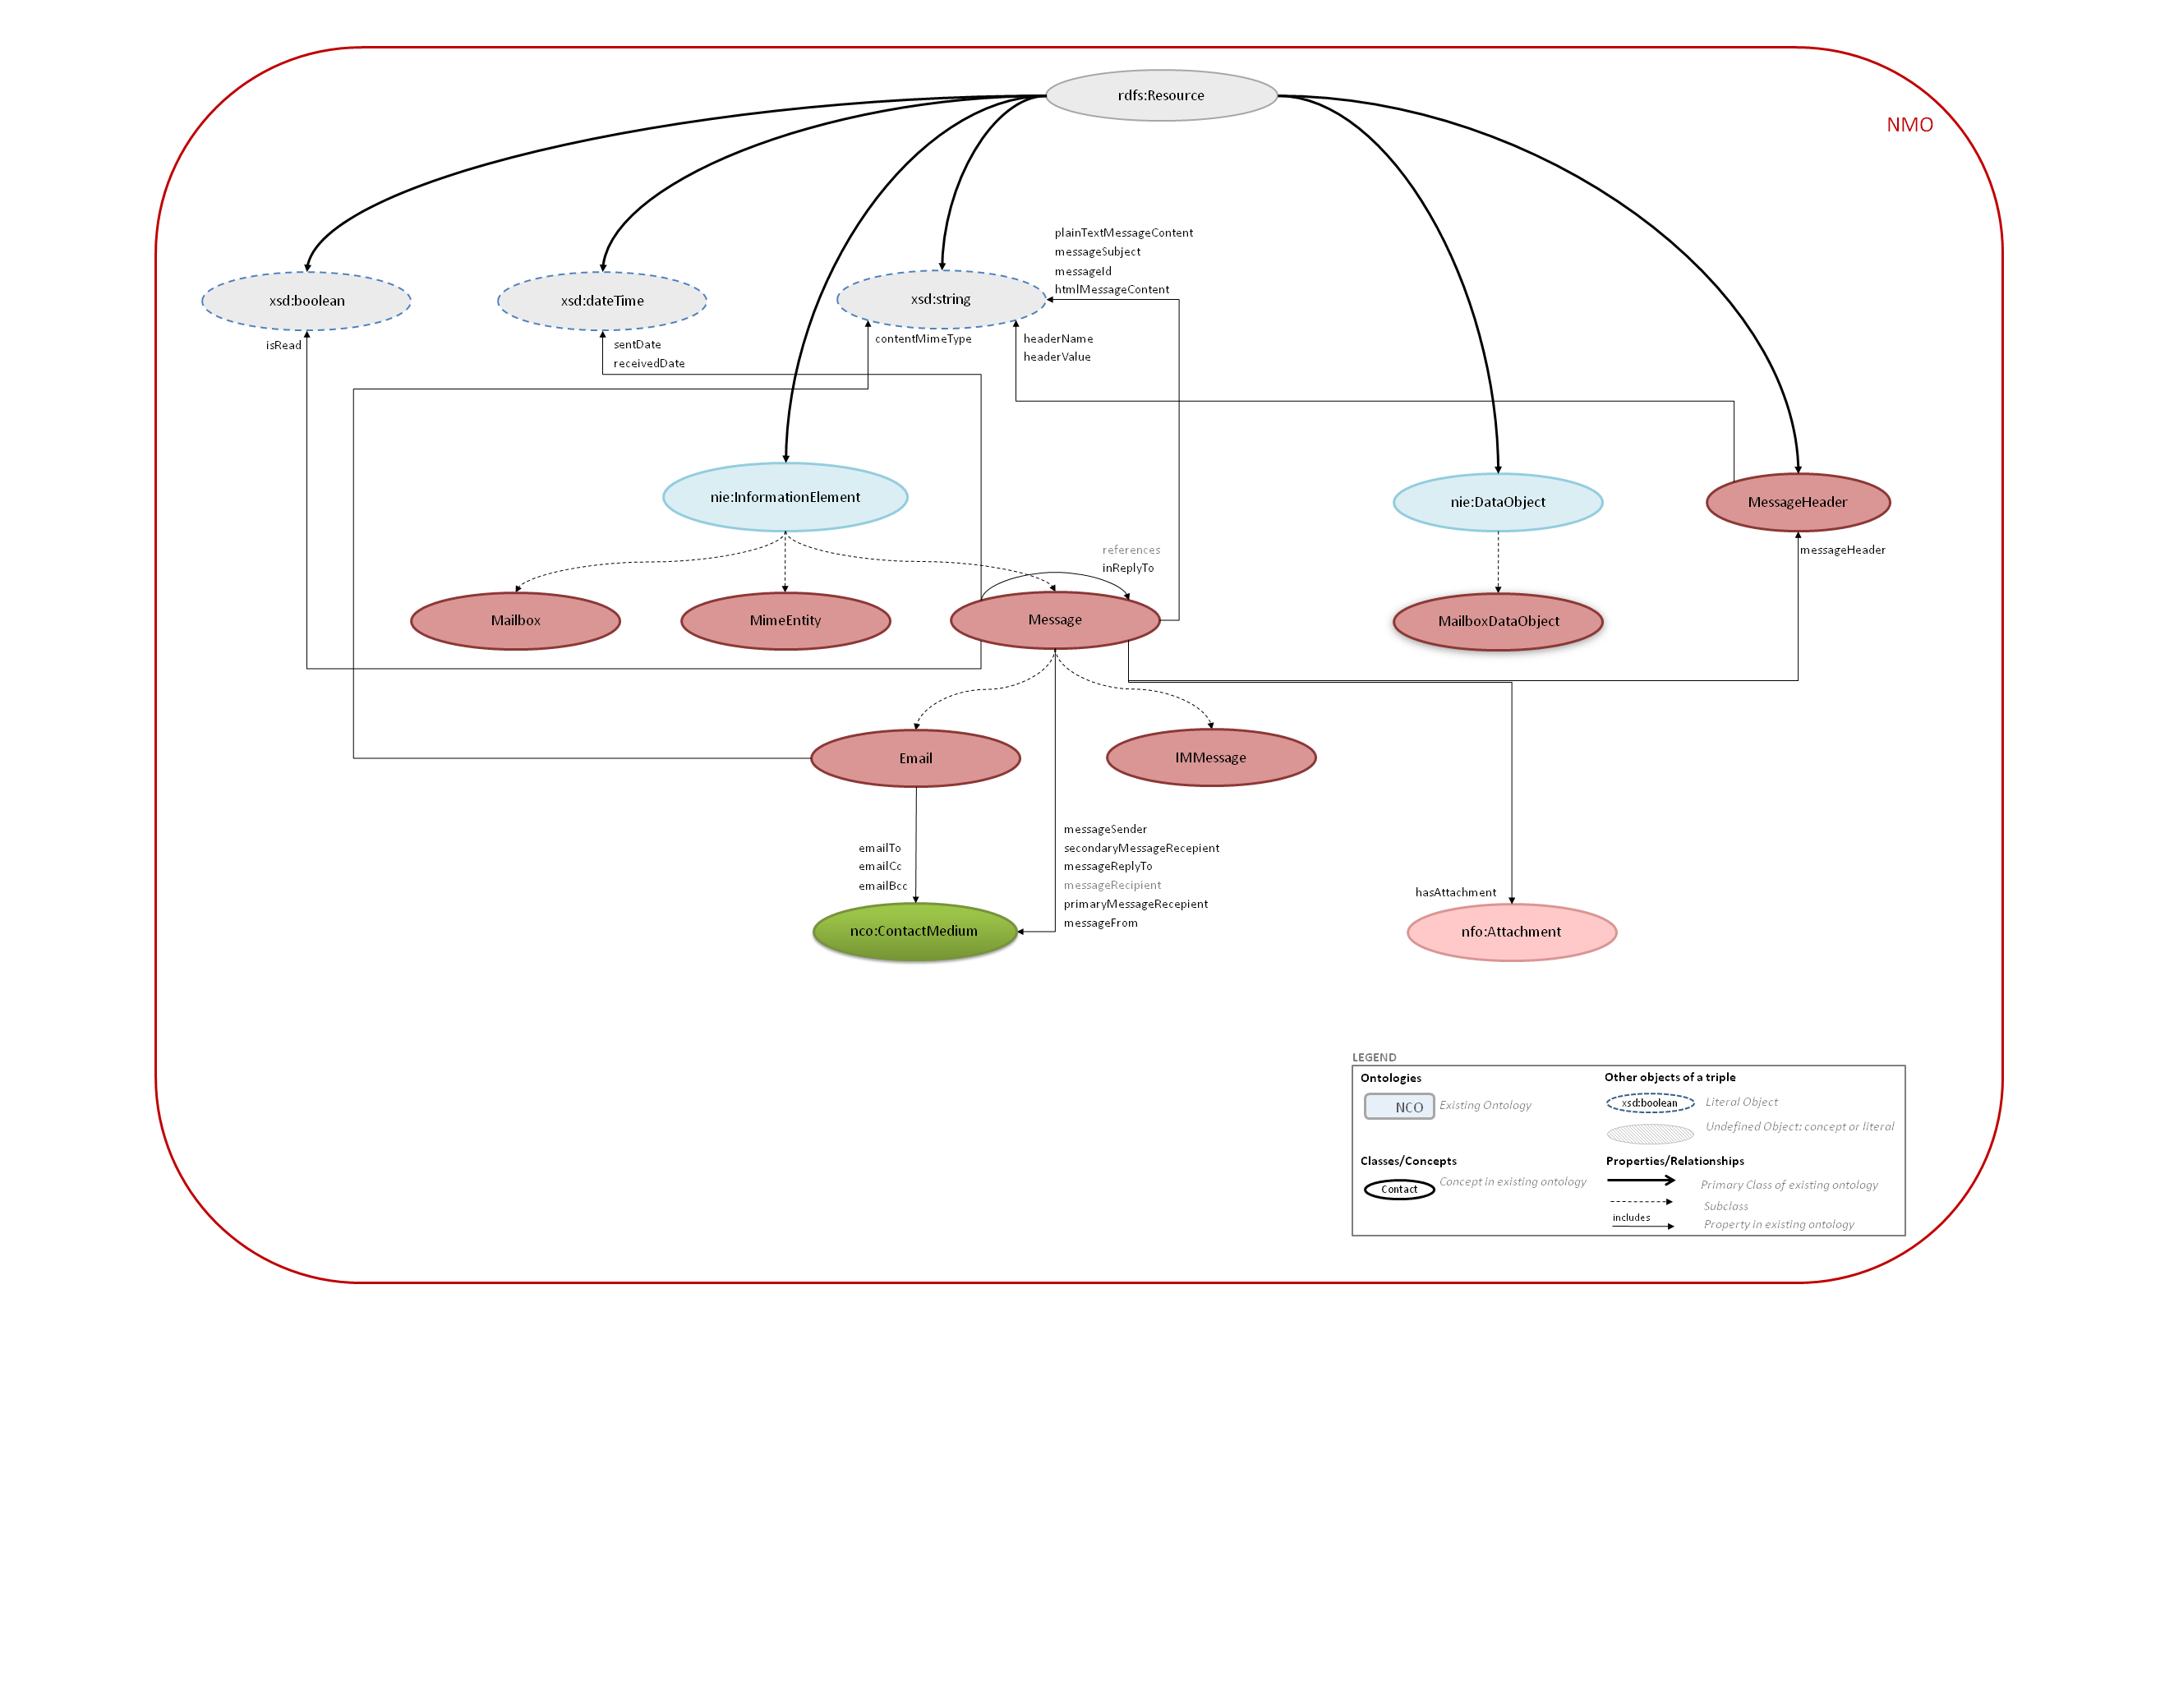 rdfs:Resource
NMO
plainTextMessageContent
messageSubject
messageId
htmlMessageContent
xsd:boolean
xsd:dateTime
xsd:string
isRead
sentDate
receivedDate
contentMimeType
headerName
headerValue
nie:InformationElement
nie:DataObject
MessageHeader
references
inReplyTo
messageHeader
Mailbox
MimeEntity
Message
MailboxDataObject
Email
IMMessage
emailTo
emailCc
emailBcc
messageSender
secondaryMessageRecepient
messageReplyTo
messageRecipient
primaryMessageRecepient
messageFrom
hasAttachment
nco:ContactMedium
nfo:Attachment
LEGEND
Ontologies
NCO Existing Ontology
Classes/Concepts
Contact Concept in existing ontology
Other objects of a triple
xsd:boolean Literal Object
Undefined Object: concept or literal
Properties/Relationships
Primary Class of existing ontology
Subclass
includes
Property in existing ontology